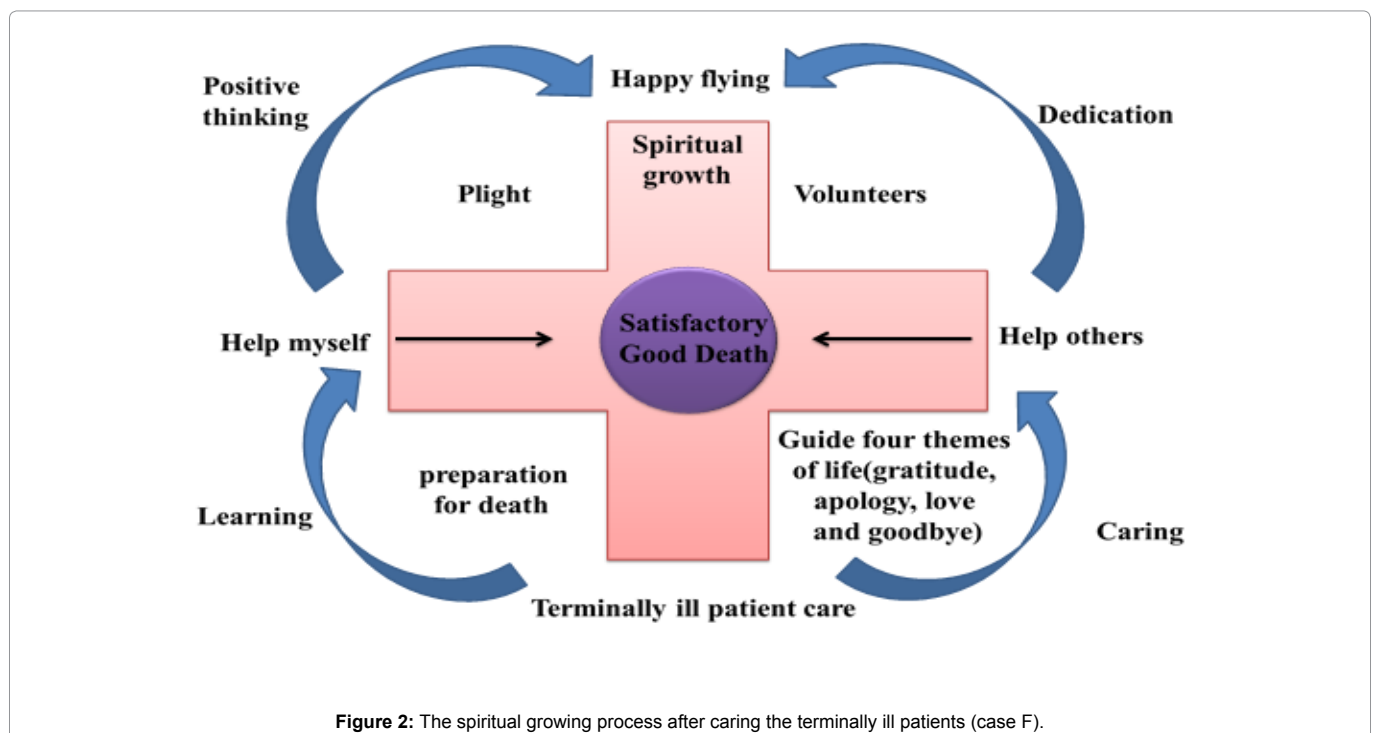 Positive
thinking
Happy flying
Dedication
Spiritual
growth
Plight
Volunteers
Help myself
Satisfactory
Good Death
Help others
Learning
preparation
for death
Guide four themes
of life(gratitude,
apology, love
and goodbye)
Caring
Terminally ill patient care
Figure 2: The spiritual growing process after caring the terminally ill patients (case F).